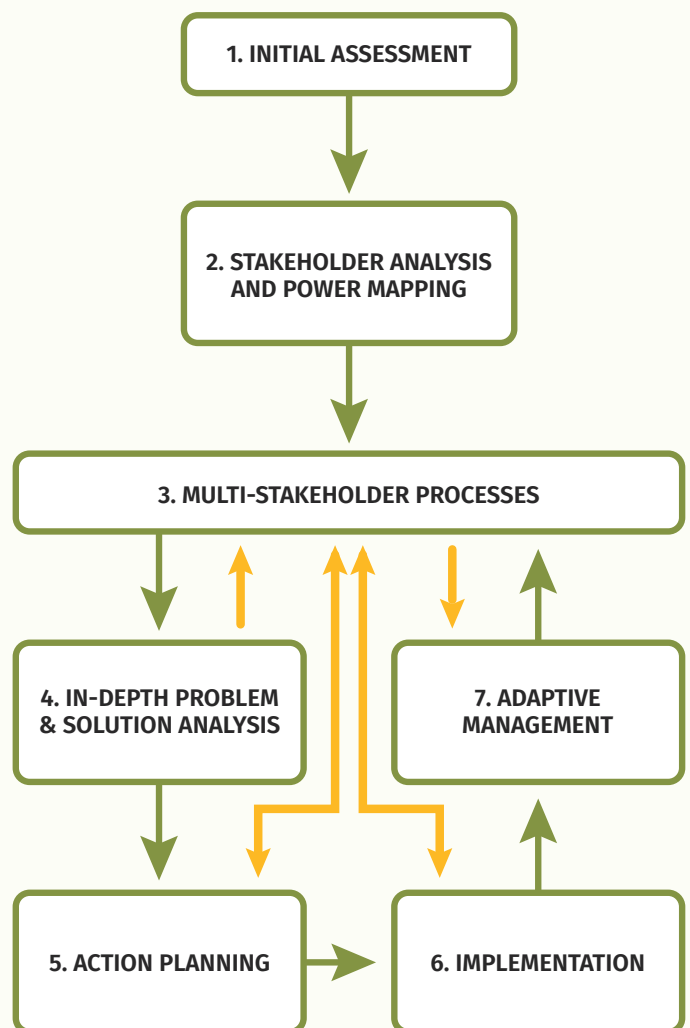 1. INITIAL ASSESSMENT
2. STAKEHOLDER ANALYSIS
AND POWER MAPPING
3. MULTI-STAKEHOLDER PROCESSES
4. IN-DEPTH PROBLEM
& SOLUTION ANALYSIS
7. ADAPTIVE
MANAGEMENT
5. ACTION PLANNING
6. IMPLEMENTATION